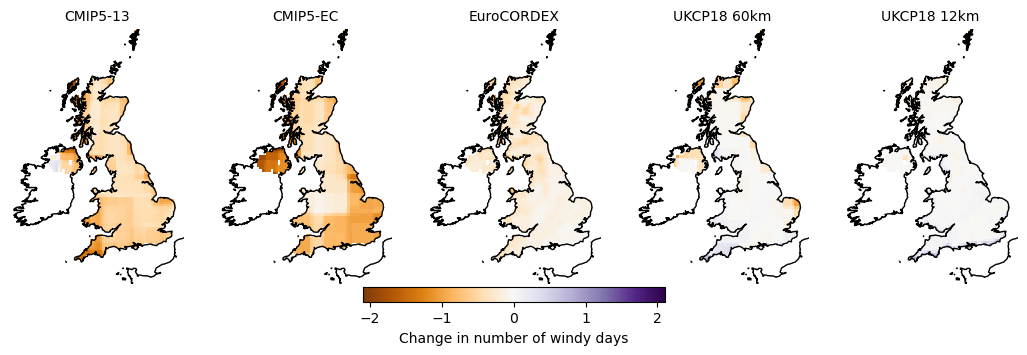 CMIP5-13 CMIP5-EC EuroCORDEX UKCP18 60km UKCP18 12km
−2 −1 0 1 2
Change in number of windy days